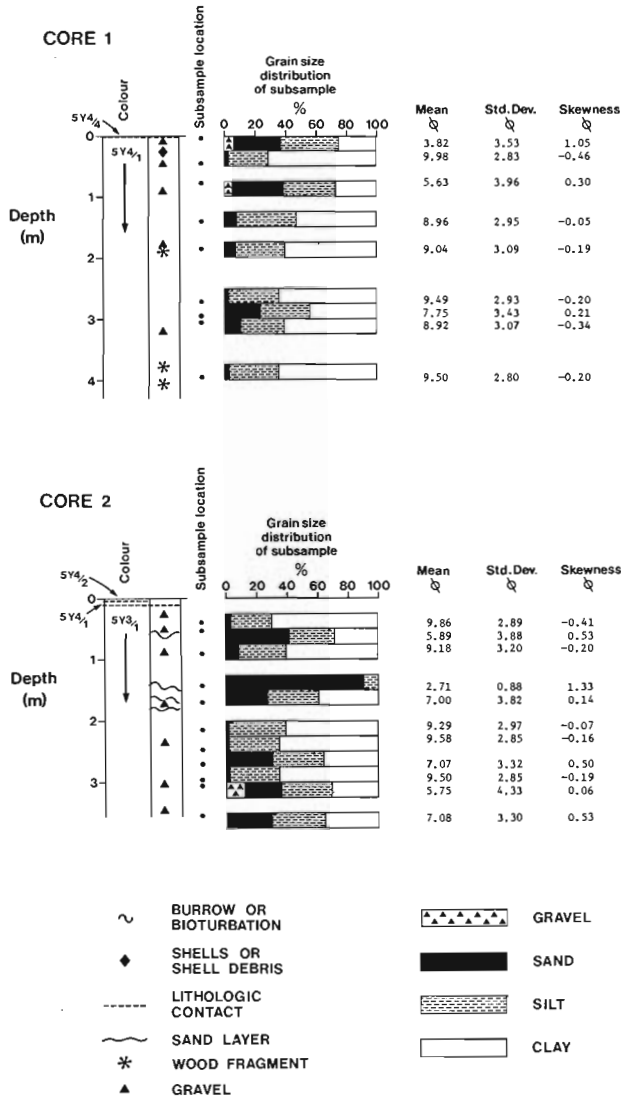 CORE 1
Colour
Subsample location
Grain size
distribution
of subsample
%
Mean Std. Dev. Skewness
ϕ ϕ ϕ
5Y4/4
5Y4/1
0 20 40 60 80 100
Depth
(m)
0
1
2
3
4
3.82 3.53 1.05
9.98 2.83 -0.46
5.63 3.96 0.30
8.96 2.95 -0.05
9.04 3.09 -0.19
9.49 2.93 -0.20
7.75 3.43 0.21
8.92 3.07 -0.34
9.50 2.80 -0.20
CORE 2
Colour
Subsample location
Grain size
distribution
of subsample
%
Mean Std. Dev. Skewness
ϕ ϕ ϕ
5Y4/2
5Y4/1
5Y3/1
0 20 40 60 80 100
Depth
(m)
0
1
2
3
9.86 2.89 -0.41
5.89 3.88 0.53
9.18 3.20 -0.20
2.71 0.88 1.33
7.00 3.82 0.14
9.29 2.97 -0.07
9.58 2.85 -0.16
7.07 3.32 0.50
9.50 2.85 -0.19
5.75 4.33 0.06
7.08 3.30 0.53
BURROW OR
BIOTURBATION
SHELLS OR
SHELL DEBRIS
LITHOLOGIC
CONTACT
SAND LAYER
WOOD FRAGMENT
GRAVEL
GRAVEL
SAND
SILT
CLAY